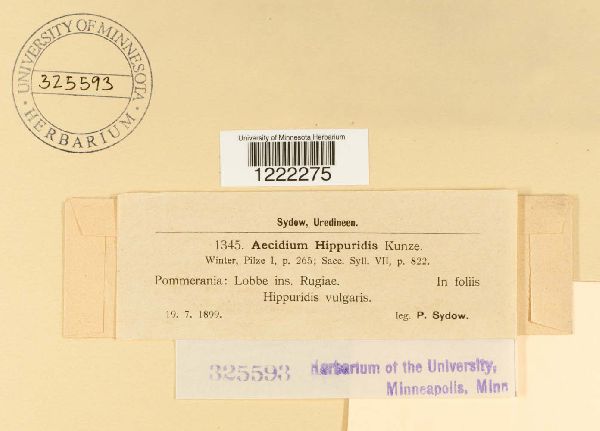 UNIVERSITY OF MINNESOTA
325593
HERBARIUM
University of Minnesota Herbarium
1222275
Sydow, Uredineen.
1345. Aecidium Hippuridis Kunze.
Winter, Pilze I, p. 265; Sacc. Syll. VII, p. 822.
Pommerania: Lobbe ins. Rugiae. In foliis
Hippuridis vulgaris.
19. 7. 1899. leg. P. Sydow.
325593 Herbarium of the University,
Minneapolis, Minn